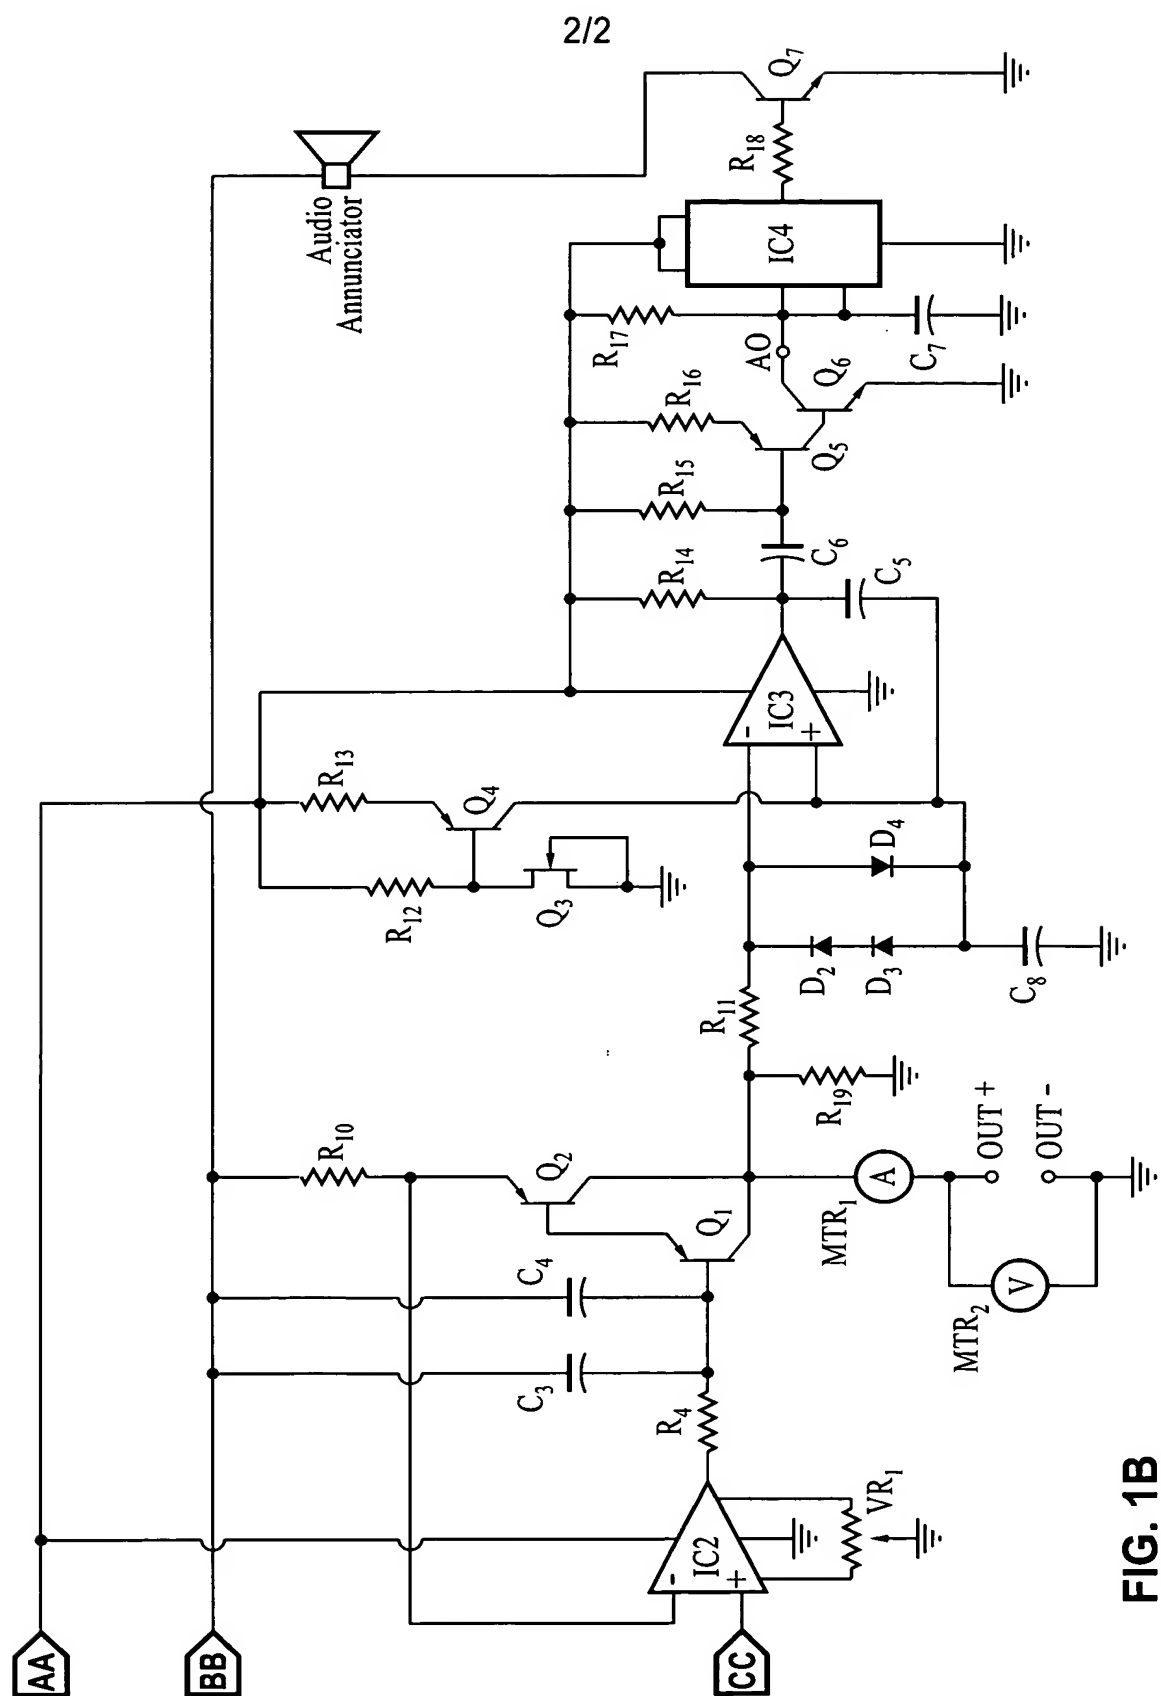 2/2
AA
BB
CC
Audio
Annunciator
R10
R12
R13
Q3
Q4
C3
C4
Q1
Q2
R4
IC2
-
+
VR1
MTR1
A
MTR2
V
OUT +
OUT -
R19
R11
D2
D3
D4
C8
IC3
-
+
R14
R15
R16
R17
C5
C6
Q5
Q6
AO
C7
IC4
R18
Q7
FIG. 1B